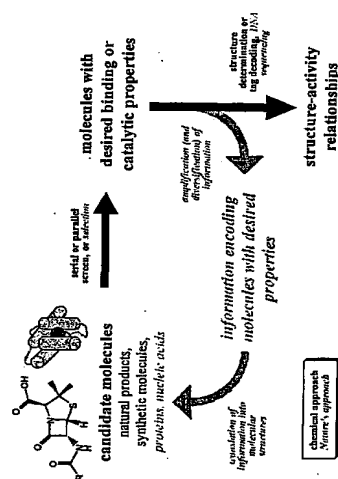 OH
O
N
S
O
H
H
N
H
O
R
candidate molecules
natural products,
synthetic molecules,
proteins, nucleic acids
serial or parallel
screen, or selection
molecules with
desired binding or
catalytic properties
structure
determination or
tag decoding, DNA
sequencing
amplification (and
diversification) of
information
translation of
information into
molecular
structures
information encoding
molecules with desired
properties
structure-activity
relationships
chemical approach
Nature's approach